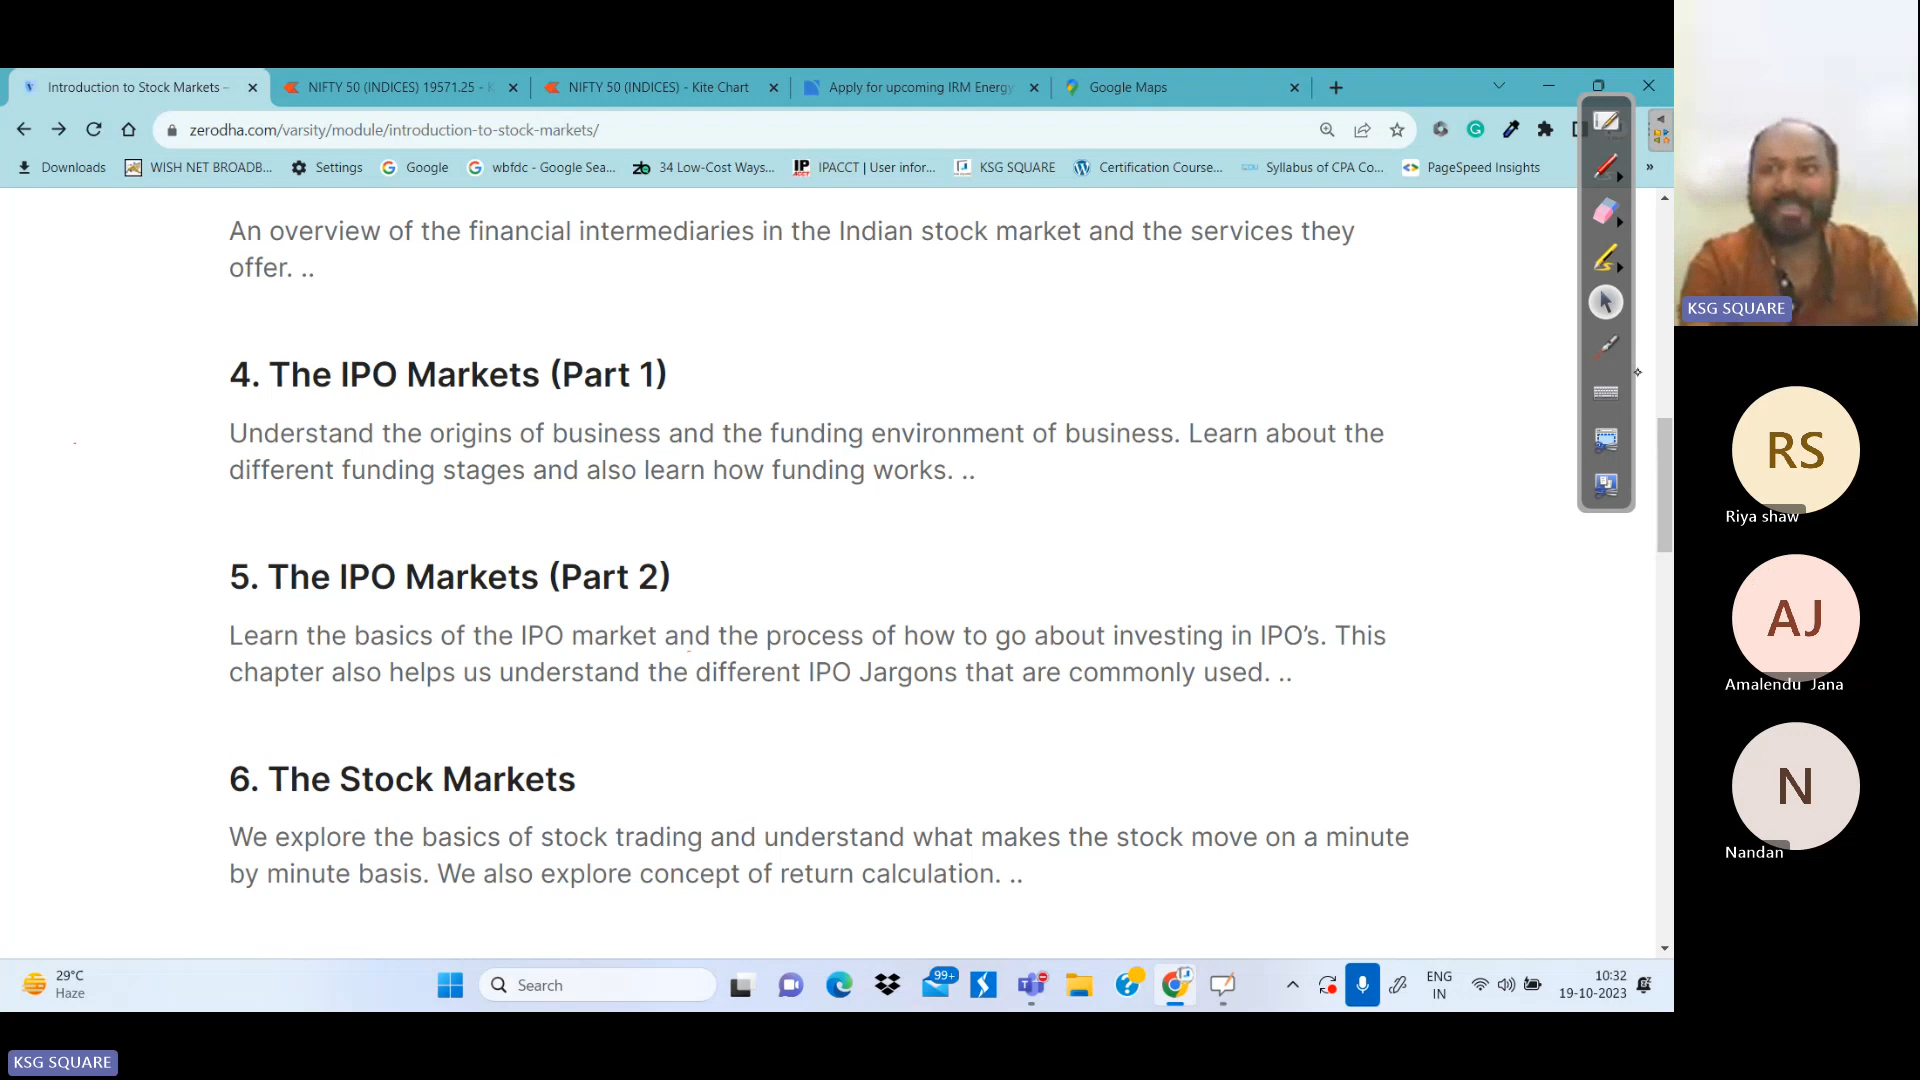 Introduction to Stock Markets –
NIFTY 50 (INDICES) 19571.25 - K
NIFTY 50 (INDICES) - Kite Chart
Apply for upcoming IRM Energy
Google Maps
zerodha.com/varsity/module/introduction-to-stock-markets/
Downloads
WISH NET BROADB...
Settings
Google
wbfdc - Google Sea...
34 Low-Cost Ways...
IPACCT | User infor...
KSG SQUARE
Certification Course...
Syllabus of CPA Co...
PageSpeed Insights
»
An overview of the financial intermediaries in the Indian stock market and the services they
offer. ..
4. The IPO Markets (Part 1)
Understand the origins of business and the funding environment of business. Learn about the
different funding stages and also learn how funding works. ..
5. The IPO Markets (Part 2)
Learn the basics of the IPO market and the process of how to go about investing in IPO’s. This
chapter also helps us understand the different IPO Jargons that are commonly used. ..
6. The Stock Markets
We explore the basics of stock trading and understand what makes the stock move on a minute
by minute basis. We also explore concept of return calculation. ..
KSG SQUARE
RS
Riya shaw
AJ
Amalendu Jana
N
Nandan
29°C
Haze
Search
99+
ENG
IN
10:32
19-10-2023
KSG SQUARE